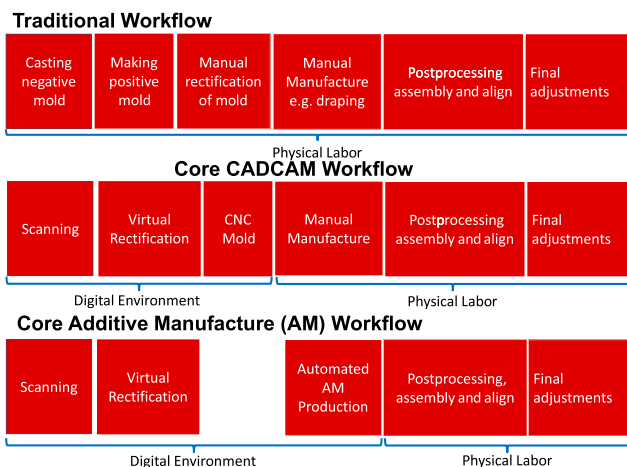 Traditional Workflow
Casting
negative
mold
Making
positive
mold
Manual
rectification
of mold
Manual
Manufacture
e.g. draping
Postprocessing
assembly and align
Final
adjustments
Physical Labor
Core CADCAM Workflow
Scanning
Virtual
Rectification
CNC
Mold
Manual
Manufacture
Postprocessing
assembly and align
Final
adjustments
Digital Environment
Physical Labor
Core Additive Manufacture (AM) Workflow
Scanning
Virtual
Rectification
Automated
AM
Production
Postprocessing,
assembly and align
Final
adjustments
Digital Environment
Physical Labor